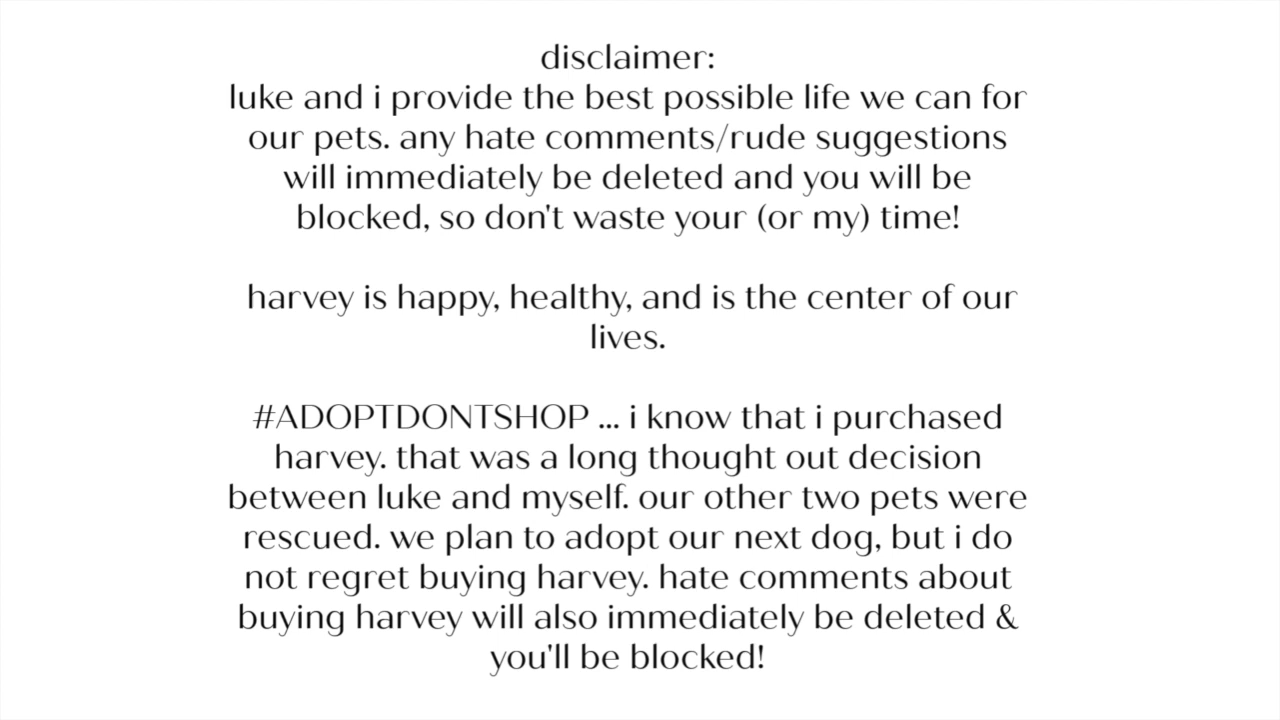 disclaimer:
luke and i provide the best possible life we can for
our pets. any hate comments/rude suggestions
will immediately be deleted and you will be
blocked, so don't waste your (or my) time!
harvey is happy, healthy, and is the center of our
lives.
#ADOPTDONTSHOP ... i know that i purchased
harvey. that was a long thought out decision
between luke and myself. our other two pets were
rescued. we plan to adopt our next dog, but i do
not regret buying harvey. hate comments about
buying harvey will also immediately be deleted &
you'll be blocked!